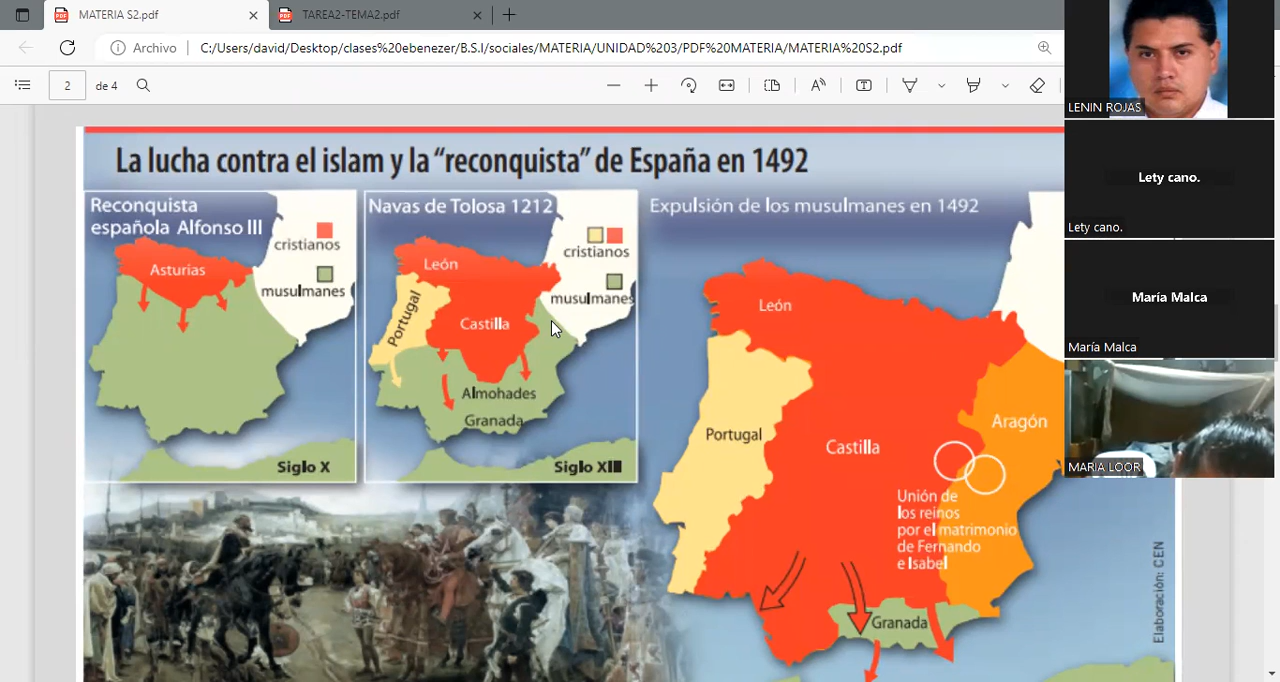 MATERIA S2.pdf
TAREA2-TEMA2.pdf
Archivo
C:/Users/david/Desktop/clases%20ebenezer/B.S.I/sociales/MATERIA/UNIDAD%203/PDF%20MATERIA/MATERIA%20S2.pdf
2
de 4
La lucha contra el islam y la “reconquista” de España en 1492
Reconquista
española Alfonso III
cristianos
musulmanes
Asturias
Siglo X
Navas de Tolosa 1212
cristianos
musulmanes
León
Portugal
Castilla
Almohades
Granada
Siglo XIII
Expulsión de los musulmanes en 1492
León
Portugal
Castilla
Aragón
Unión de
los reinos
por el matrimonio
de Fernando
e Isabel
Granada
Elaboración: CEN
LENIN ROJAS
Lety cano.
Lety cano.
María Malca
María Malca
MARIA LOOR